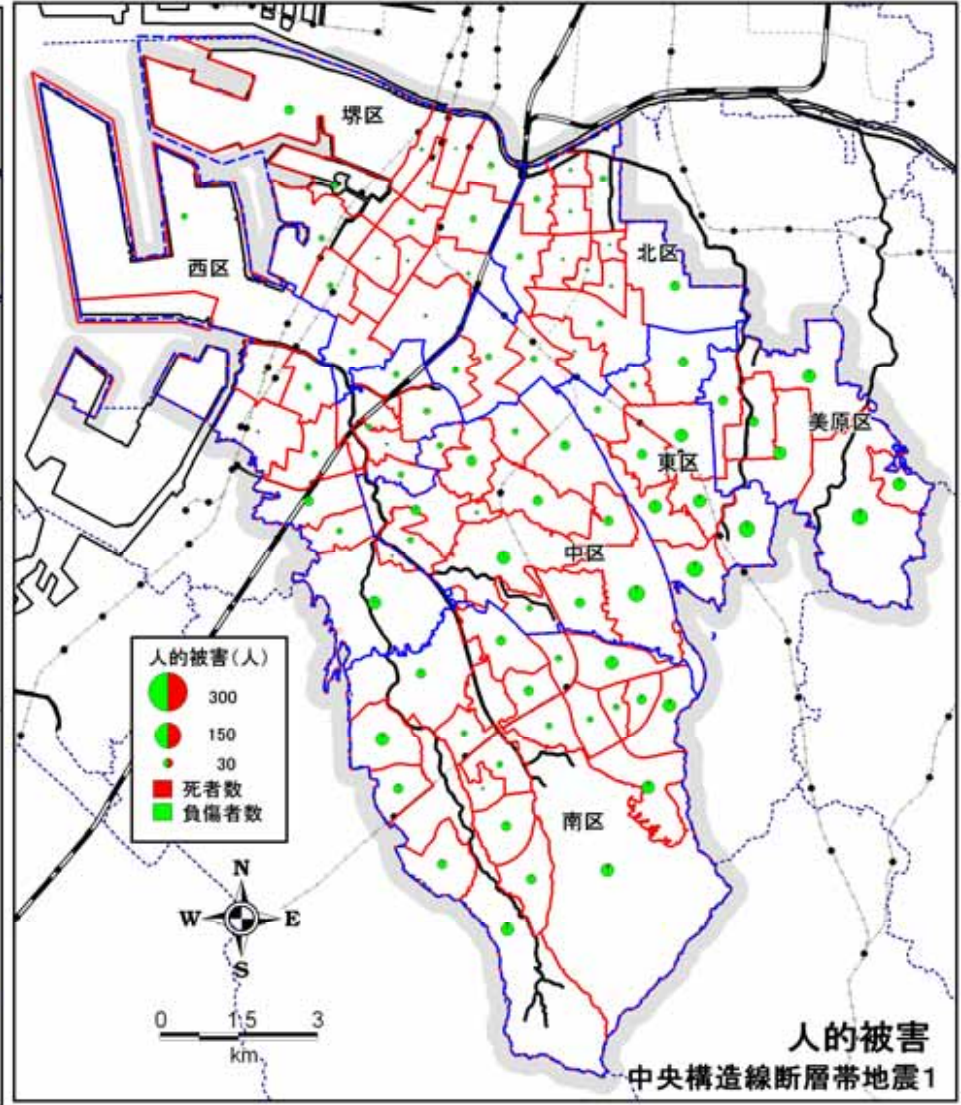 堺区
北区
西区
美原区
東区
中区
人的被害(人)
300
150
30
死者数
負傷者数
南区
N
W E
S
0 1.5 3
km
人的被害
中央構造線断層帯地震1